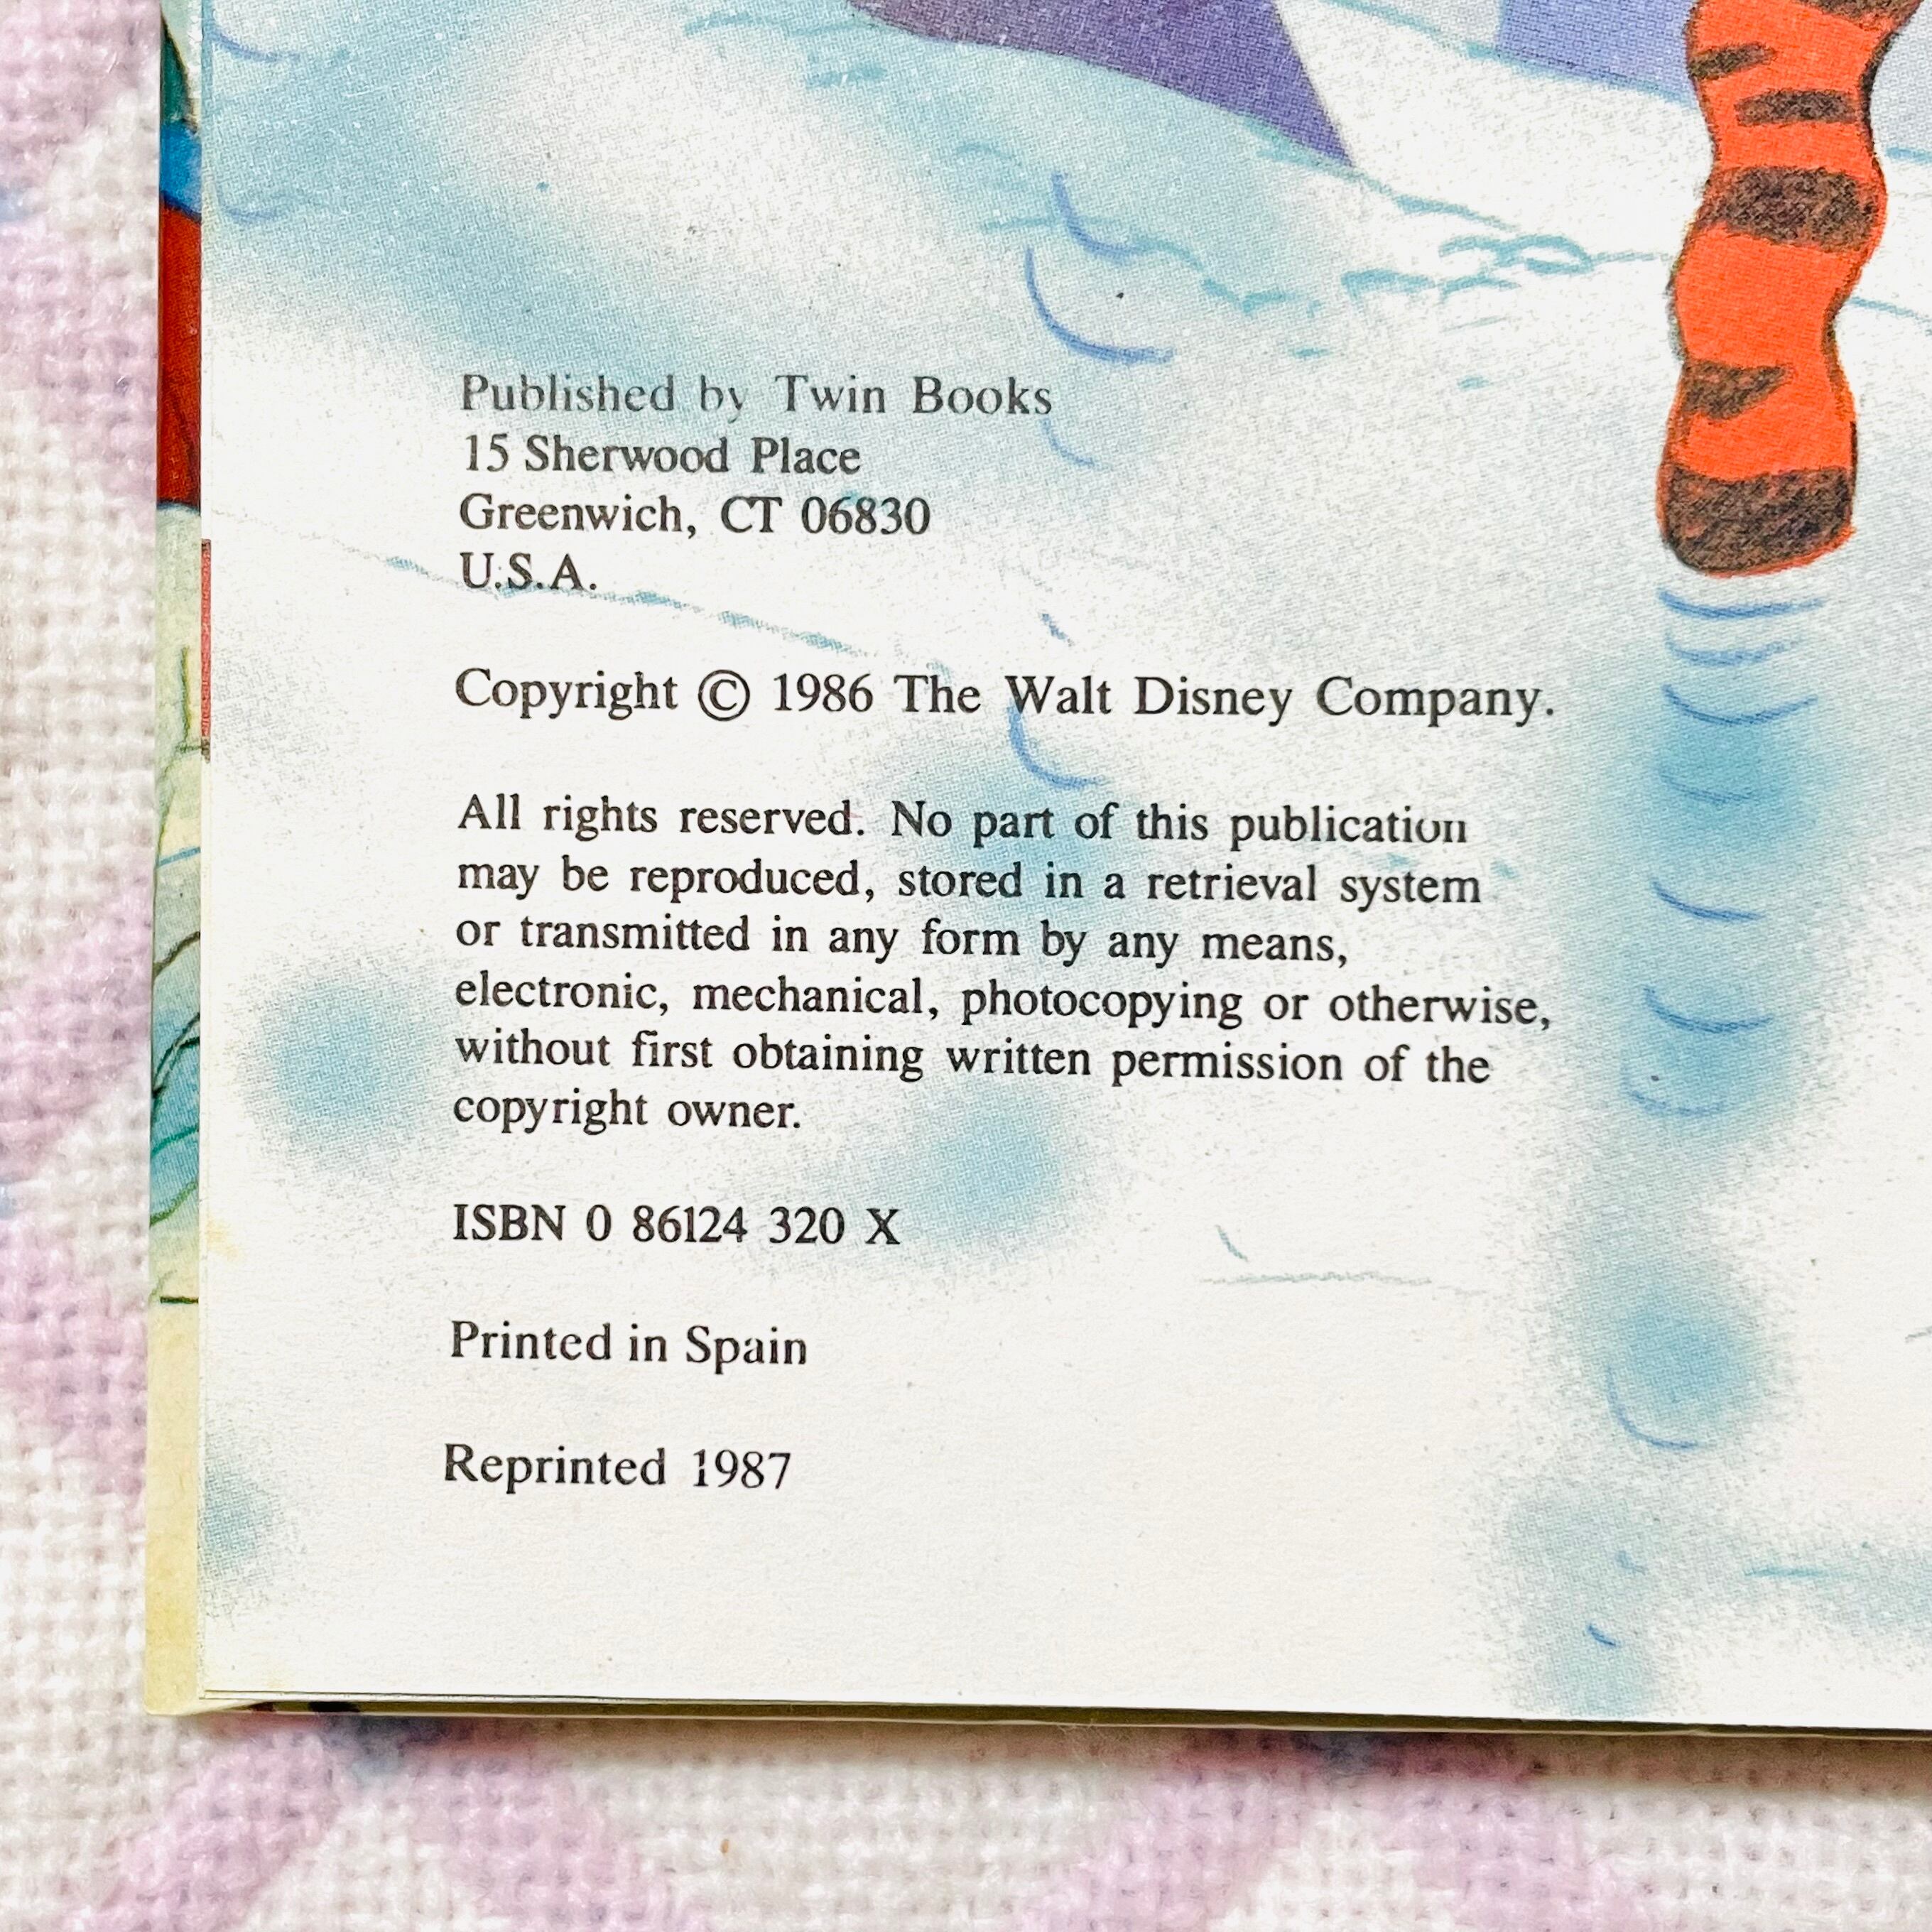 Published by Twin Books
15 Sherwood Place
Greenwich, CT 06830
U.S.A.
Copyright © 1986 The Walt Disney Company.
All rights reserved. No part of this publication
may be reproduced, stored in a retrieval system
or transmitted in any form by any means,
electronic, mechanical, photocopying or otherwise,
without first obtaining written permission of the
copyright owner.
ISBN 0 86124 320 X
Printed in Spain
Reprinted 1987